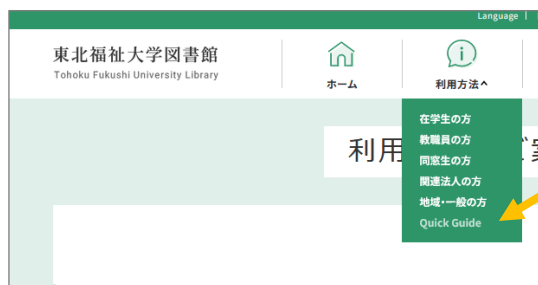 Language |
東北福祉大学図書館
Tohoku Fukushi University Library
ホーム
利用方法
在学生の方
教職員の方
同窓生の方
関連法人の方
地域・一般の方
Quick Guide
利用